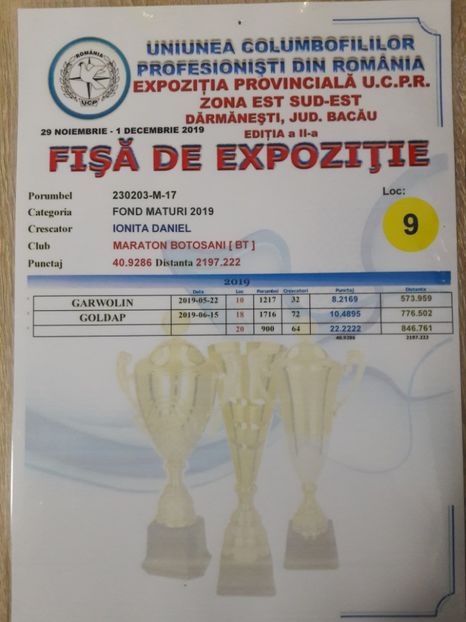 ROMÂNIA
UCP
UNIUNEA COLUMBOFILILOR
PROFESIONIȘTI DIN ROMÂNIA
EXPOZIȚIA PROVINCIALĂ U.C.P.R.
ZONA EST SUD-EST
DĂRMĂNEȘTI, JUD. BACĂU
29 NOIEMBRIE - 1 DECEMBRIE 2019
EDIȚIA a II-a
FIȘĂ DE EXPOZIȚIE
Loc:
9
Porumbel 230203-M-17
Categoria FOND MATURI 2019
Crescator IONITA DANIEL
Club MARATON BOTOSANI [ BT ]
Punctaj 40.9286 Distanta 2197.222
2019
Data Loc Porumbei Crescatori Punctaj Distanta
GARWOLIN 2019-05-22 10 1217 32 8.2169 573.959
GOLDAP 2019-06-15 18 1716 72 10.4895 776.502
20 900 64 22.2222 846.761
40.9286 2197.222